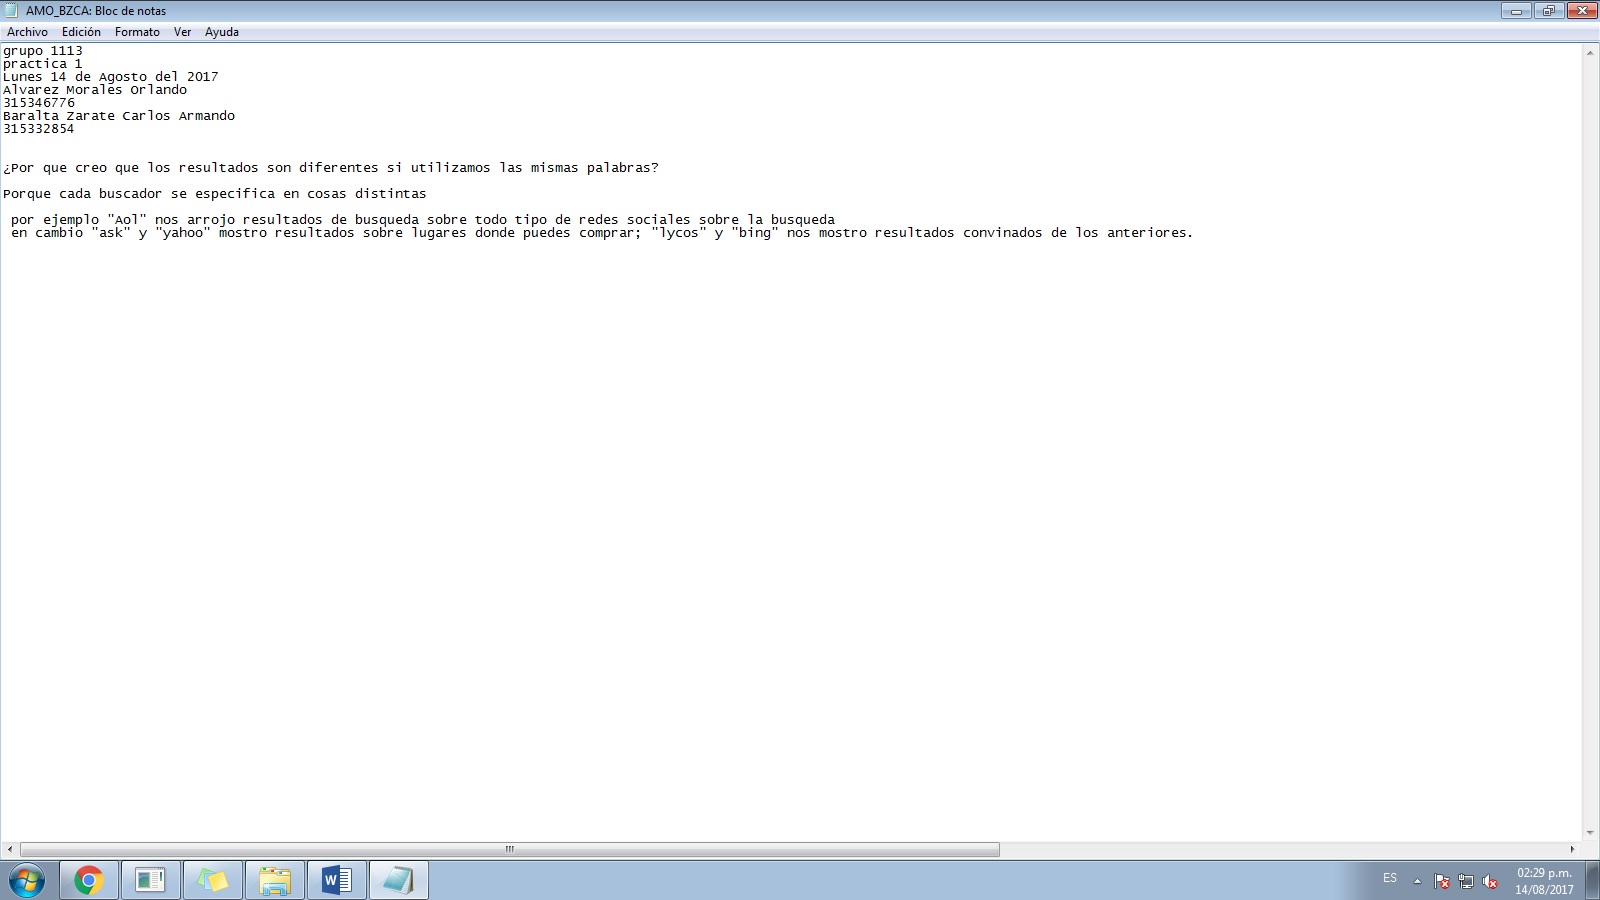 AMO_BZCA: Bloc de notas
Archivo Edición Formato Ver Ayuda
grupo 1113
practica 1
Lunes 14 de Agosto del 2017
Alvarez Morales Orlando
315346776
Baralta Zarate Carlos Armando
315332854
¿Por que creo que los resultados son diferentes si utilizamos las mismas palabras?
Porque cada buscador se especifica en cosas distintas
por ejemplo "Aol" nos arrojo resultados de busqueda sobre todo tipo de redes sociales sobre la busqueda
en cambio "ask" y "yahoo" mostro resultados sobre lugares donde puedes comprar; "lycos" y "bing" nos mostro resultados convinados de los anteriores.
ES
02:29 p.m.
14/08/2017